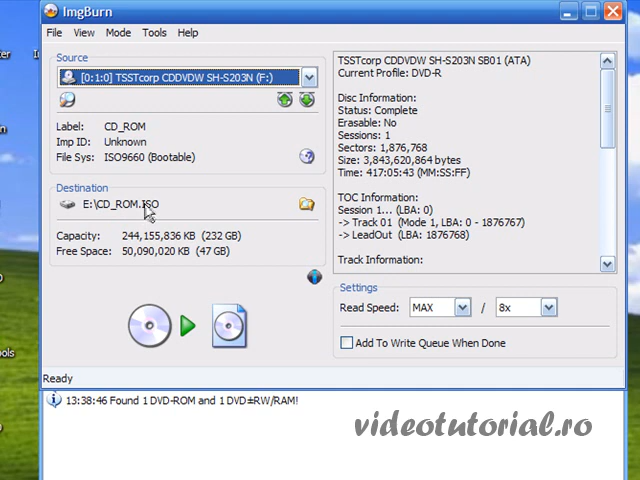 ImgBurn
File View Mode Tools Help
Source
[0:1:0] TSSTcorp CDDVDW SH-S203N (F:)
Label: CD_ROM
Imp ID: Unknown
File Sys: ISO9660 (Bootable)
Destination
E:\CD_ROM.ISO
Capacity: 244,155,836 KB (232 GB)
Free Space: 50,090,020 KB (47 GB)
TSSTcorp CDDVDW SH-S203N SB01 (ATA)
Current Profile: DVD-R
Disc Information:
Status: Complete
Erasable: No
Sessions: 1
Sectors: 1,876,768
Size: 3,843,620,864 bytes
Time: 417:05:43 (MM:SS:FF)
TOC Information:
Session 1... (LBA: 0)
-> Track 01 (Mode 1, LBA: 0 - 1876767)
-> LeadOut (LBA: 1876768)
Track Information:
Settings
Read Speed: MAX / 8x
Add To Write Queue When Done
Ready
13:38:46 Found 1 DVD-ROM and 1 DVD±RW/RAM!
videotutorial.ro